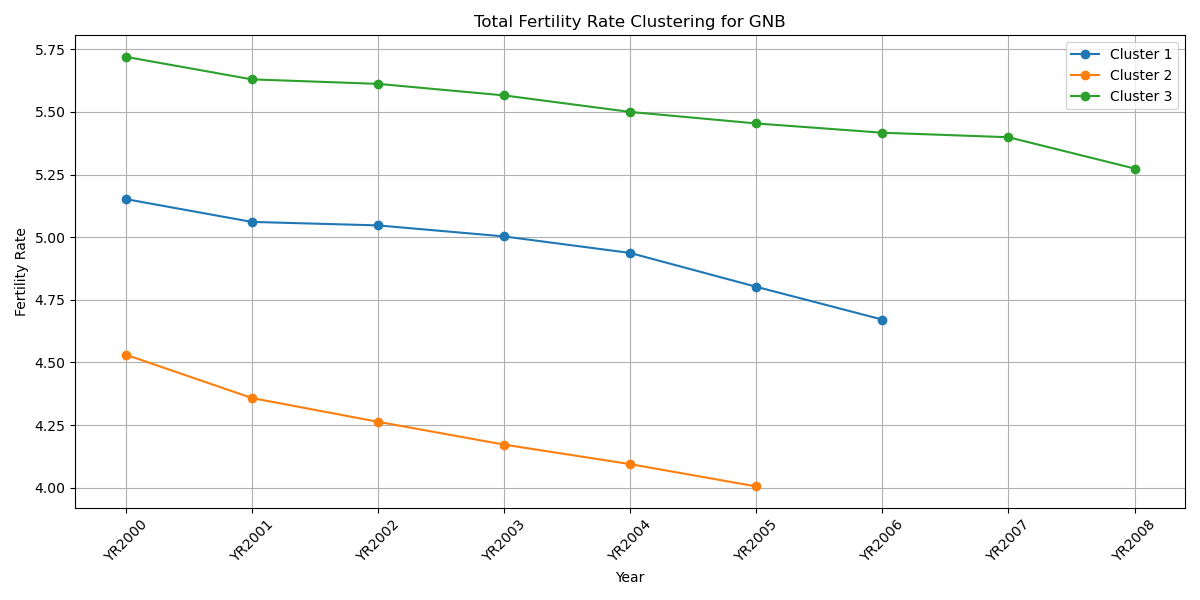 Total Fertility Rate Clustering for GNB
Cluster 1
Cluster 2
Cluster 3
Fertility Rate
5.75
5.50
5.25
5.00
4.75
4.50
4.25
4.00
YR2000
YR2001
YR2002
YR2003
YR2004
YR2005
YR2006
YR2007
YR2008
Year